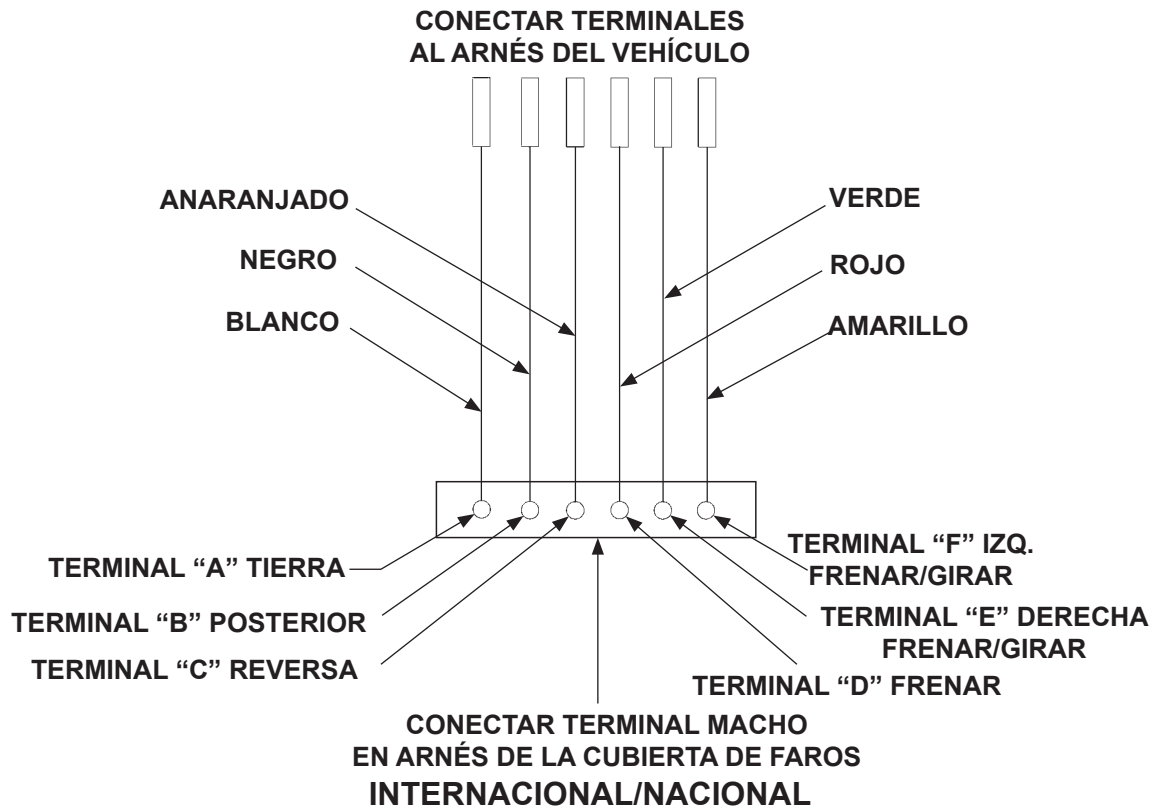 CONECTAR TERMINALES
AL ARNÉS DEL VEHÍCULO
ANARANJADO
NEGRO
BLANCO
VERDE
ROJO
AMARILLO
TERMINAL “A” TIERRA
TERMINAL “B” POSTERIOR
TERMINAL “C” REVERSA
TERMINAL “F” IZQ.
FRENAR/GIRAR
TERMINAL “E” DERECHA
FRENAR/GIRAR
TERMINAL “D” FRENAR
CONECTAR TERMINAL MACHO
EN ARNÉS DE LA CUBIERTA DE FAROS
INTERNACIONAL/NACIONAL